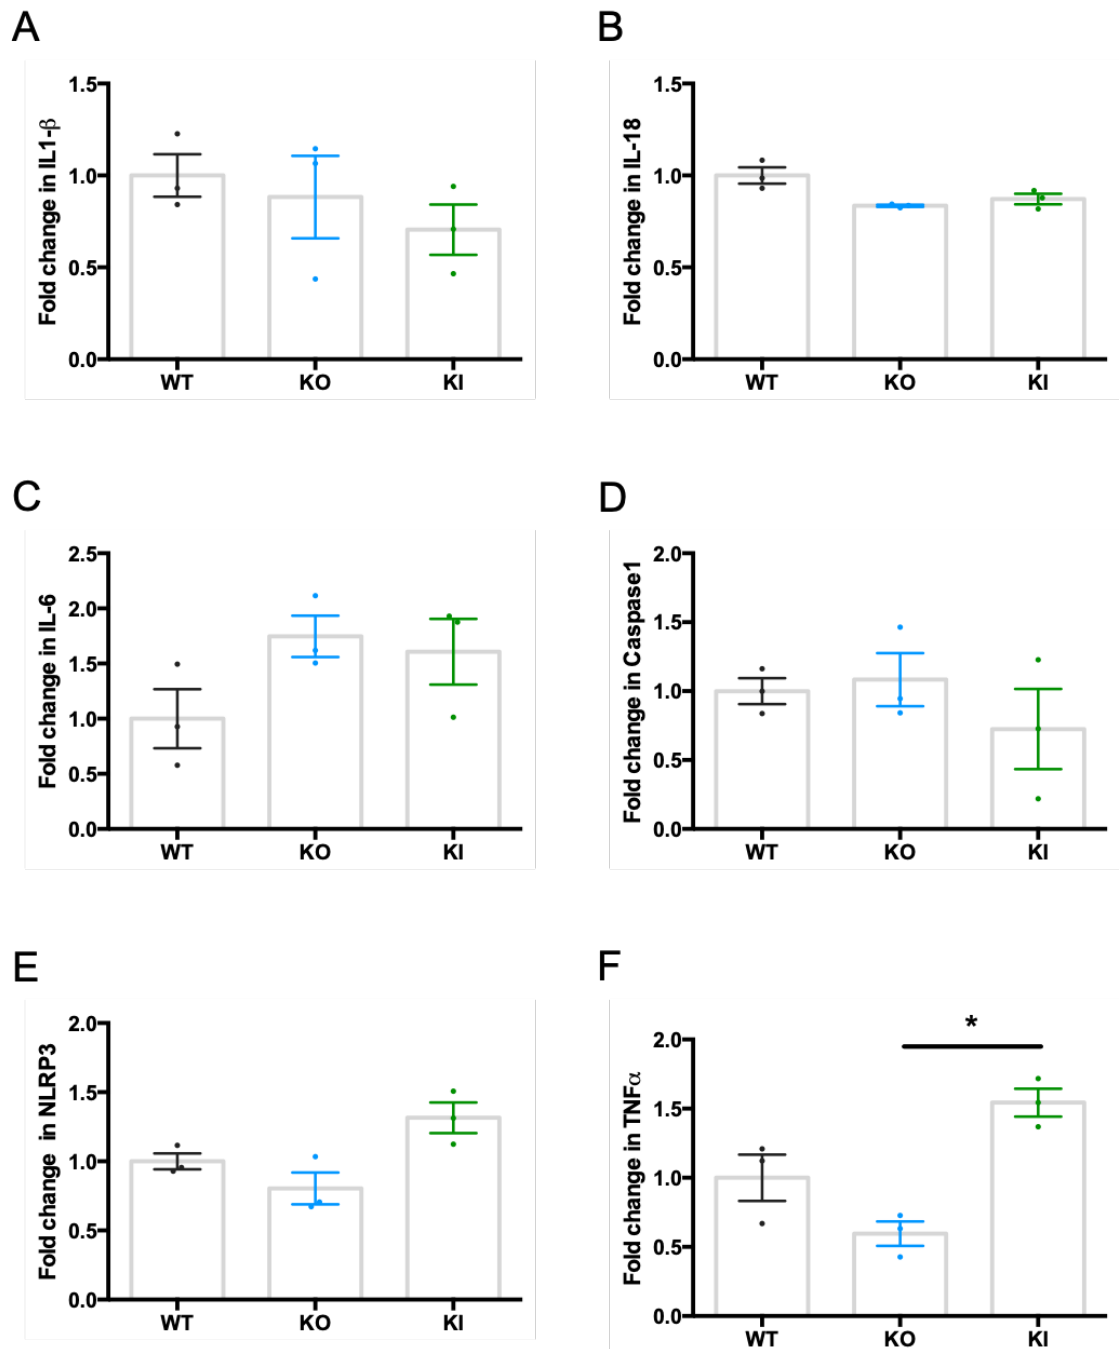 A
Fold change in IL1-β
1.5
1.0
0.5
0.0
WT KO KI
B
Fold change in IL-18
1.5
1.0
0.5
0.0
WT KO KI
C
Fold change in IL-6
2.5
2.0
1.5
1.0
0.5
0.0
WT KO KI
D
Fold change in Caspase1
2.0
1.5
1.0
0.5
0.0
WT KO KI
E
Fold change in NLRP3
2.0
1.5
1.0
0.5
0.0
WT KO KI
F
Fold change in TNFα
2.0
1.5
1.0
0.5
0.0
*
WT KO KI